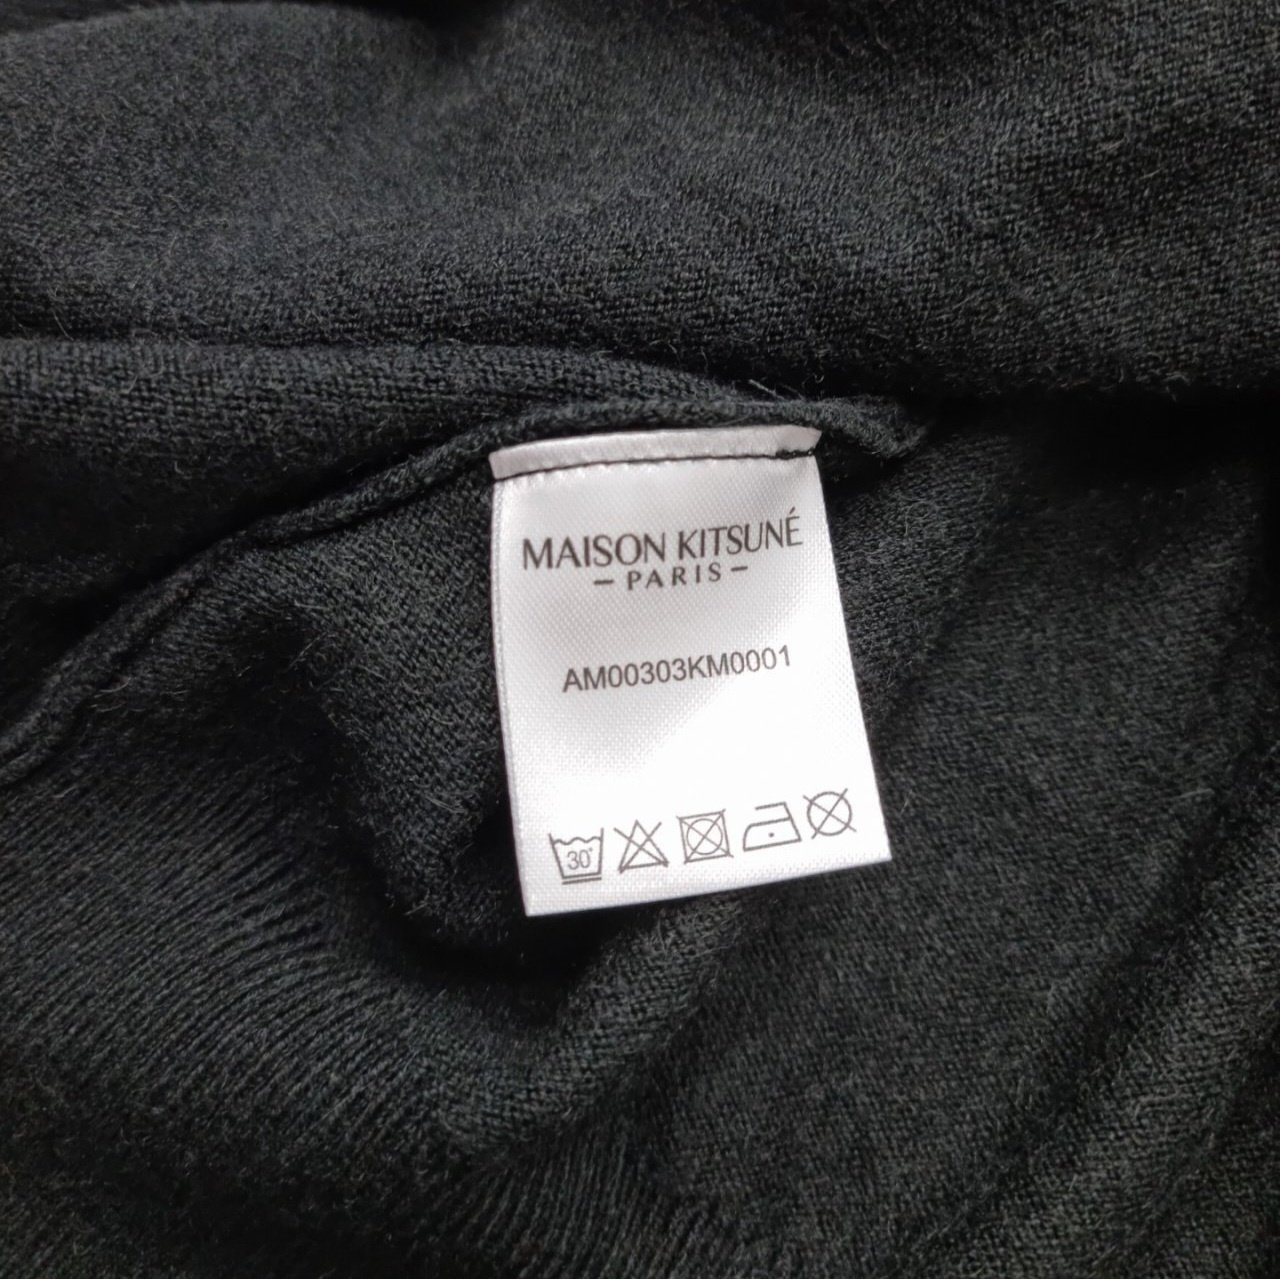 MAISON KITSUNÉ
– PARIS –
AM00303KM0001
30°